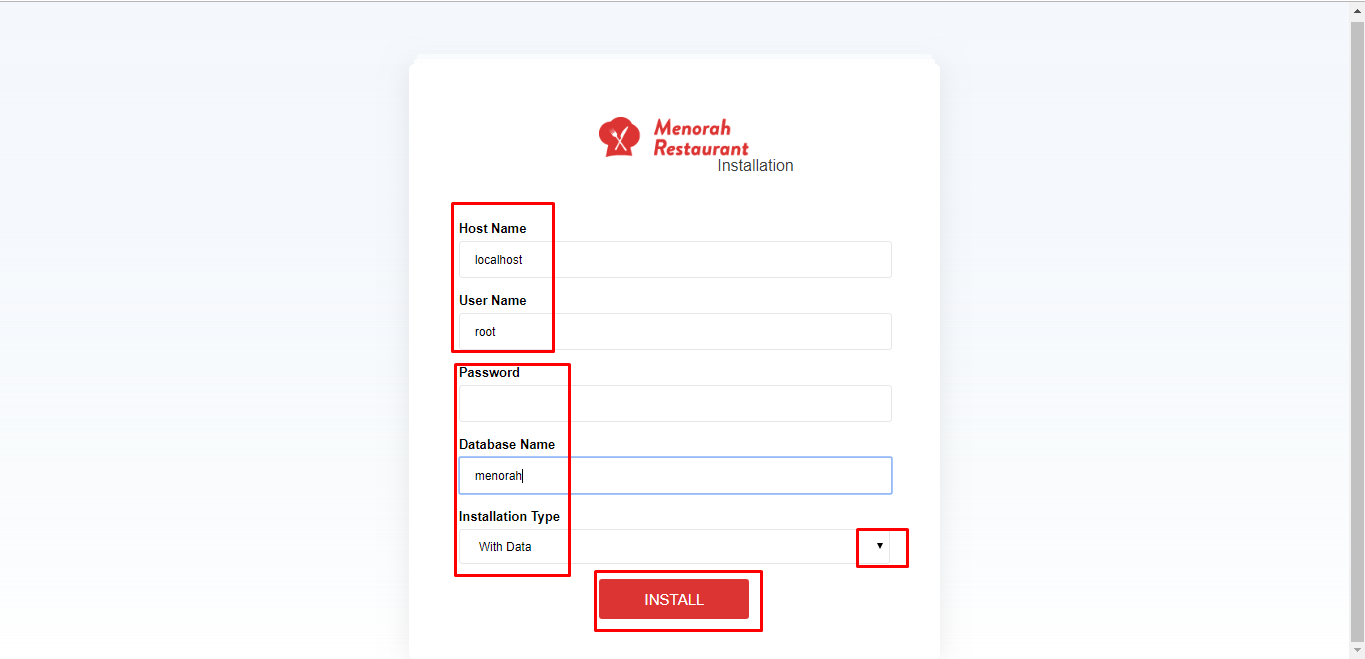 Menorah
Restaurant
Installation
Host Name
localhost
User Name
root
Password
Database Name
menorah
Installation Type
With Data
INSTALL